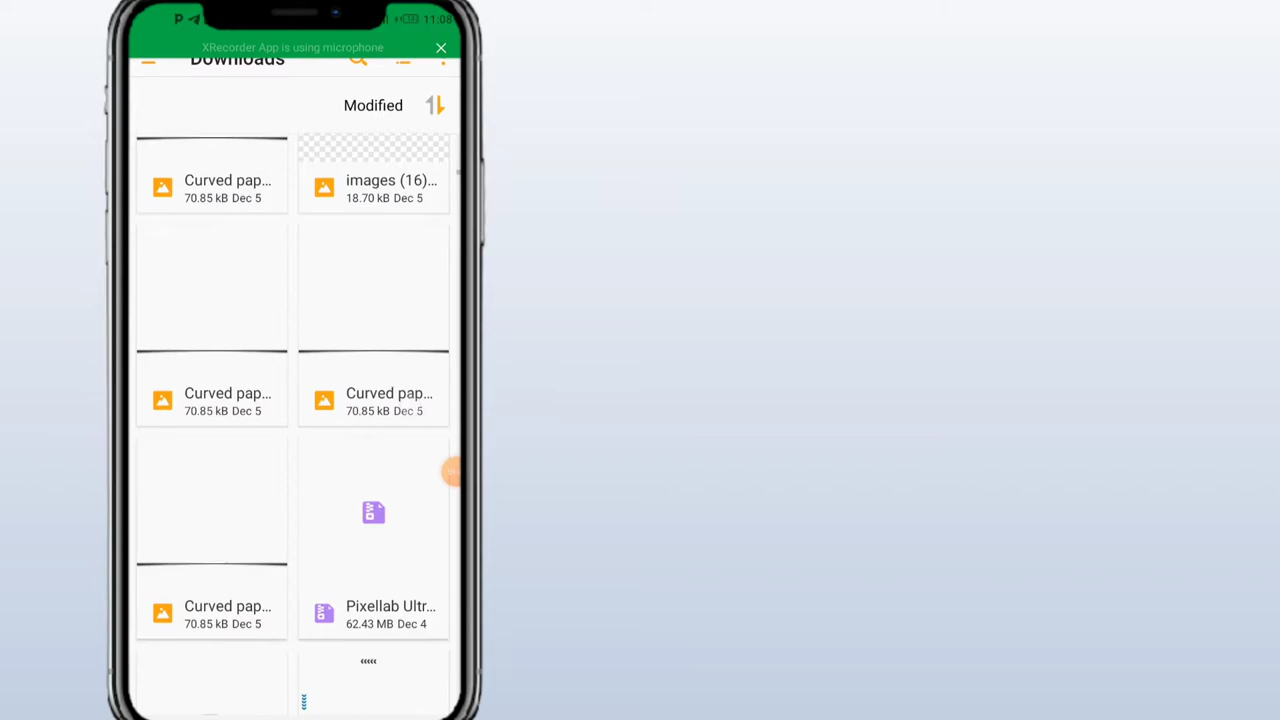 P 11:08
XRecorder App is using microphone
Downloads
Modified
Curved pap...
70.85 kB Dec 5
images (16)...
18.70 kB Dec 5
Curved pap...
70.85 kB Dec 5
Curved pap...
70.85 kB Dec 5
Curved pap...
70.85 kB Dec 5
Pixellab Ultr...
62.43 MB Dec 4